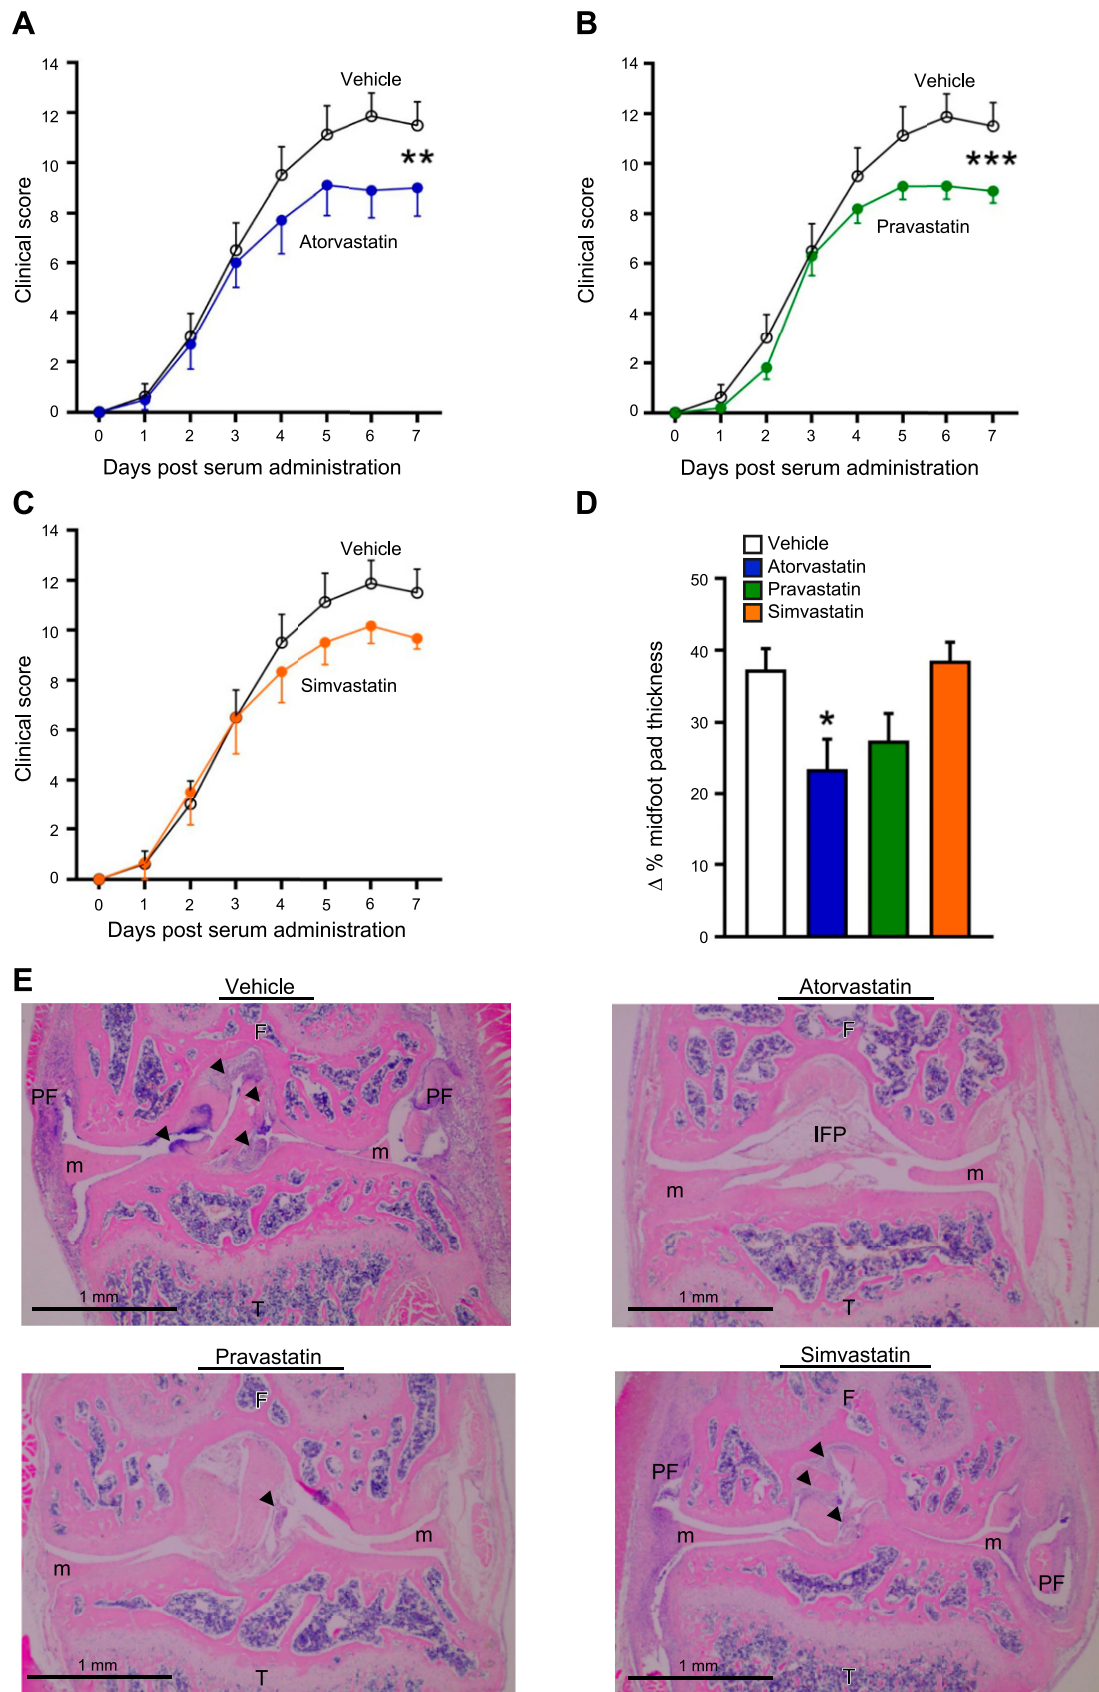 A
14
12
10
8
6
4
2
0
Clinical score
Vehicle
**
Atorvastatin
0 1 2 3 4 5 6 7
Days post serum administration
B
14
12
10
8
6
4
2
0
Clinical score
Vehicle
***
Pravastatin
0 1 2 3 4 5 6 7
Days post serum administration
C
14
12
10
8
6
4
2
0
Clinical score
Vehicle
Simvastatin
0 1 2 3 4 5 6 7
Days post serum administration
D
Vehicle
Atorvastatin
Pravastatin
Simvastatin
50
40
30
20
10
0
Δ % midfoot pad thickness
*
E
Vehicle
F
PF
PF
m
m
1 mm
T
Atorvastatin
F
IFP
m
m
1 mm
T
Pravastatin
F
m
m
1 mm
T
Simvastatin
F
PF
m
m
PF
1 mm
T